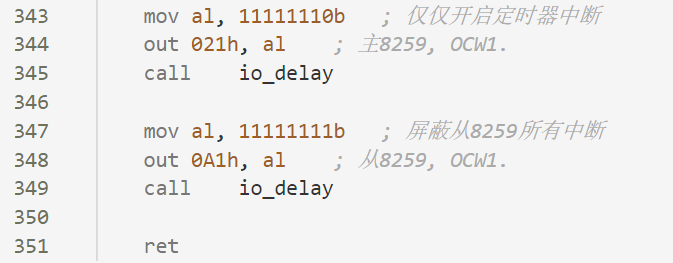 343 mov al, 11111110b ; 仅仅开启定时器中断
344 out 021h, al ; 主8259, OCW1.
345 call io_delay
346
347 mov al, 11111111b ; 屏蔽从8259所有中断
348 out 0A1h, al ; 从8259, OCW1.
349 call io_delay
350
351 ret